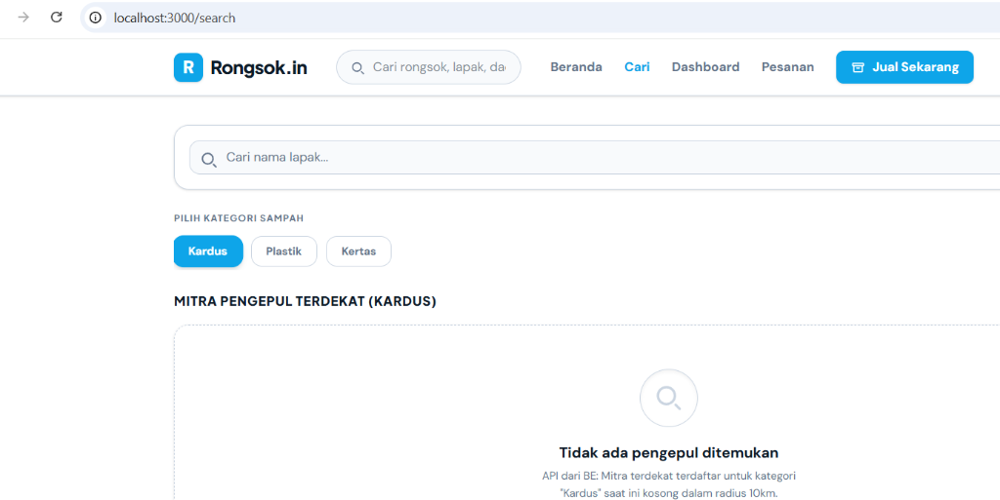 localhost:3000/search
R Rongsok.in Cari rongsok, lapak, da Beranda Cari Dashboard Pesanan Jual Sekarang
Cari nama lapak...
PILIH KATEGORI SAMPAH
Kardus Plastik Kertas
MITRA PENGEPUL TERDEKAT (KARDUS)
Tidak ada pengepul ditemukan
API dari BE: Mitra terdekat terdaftar untuk kategori
"Kardus" saat ini kosong dalam radius 10km.